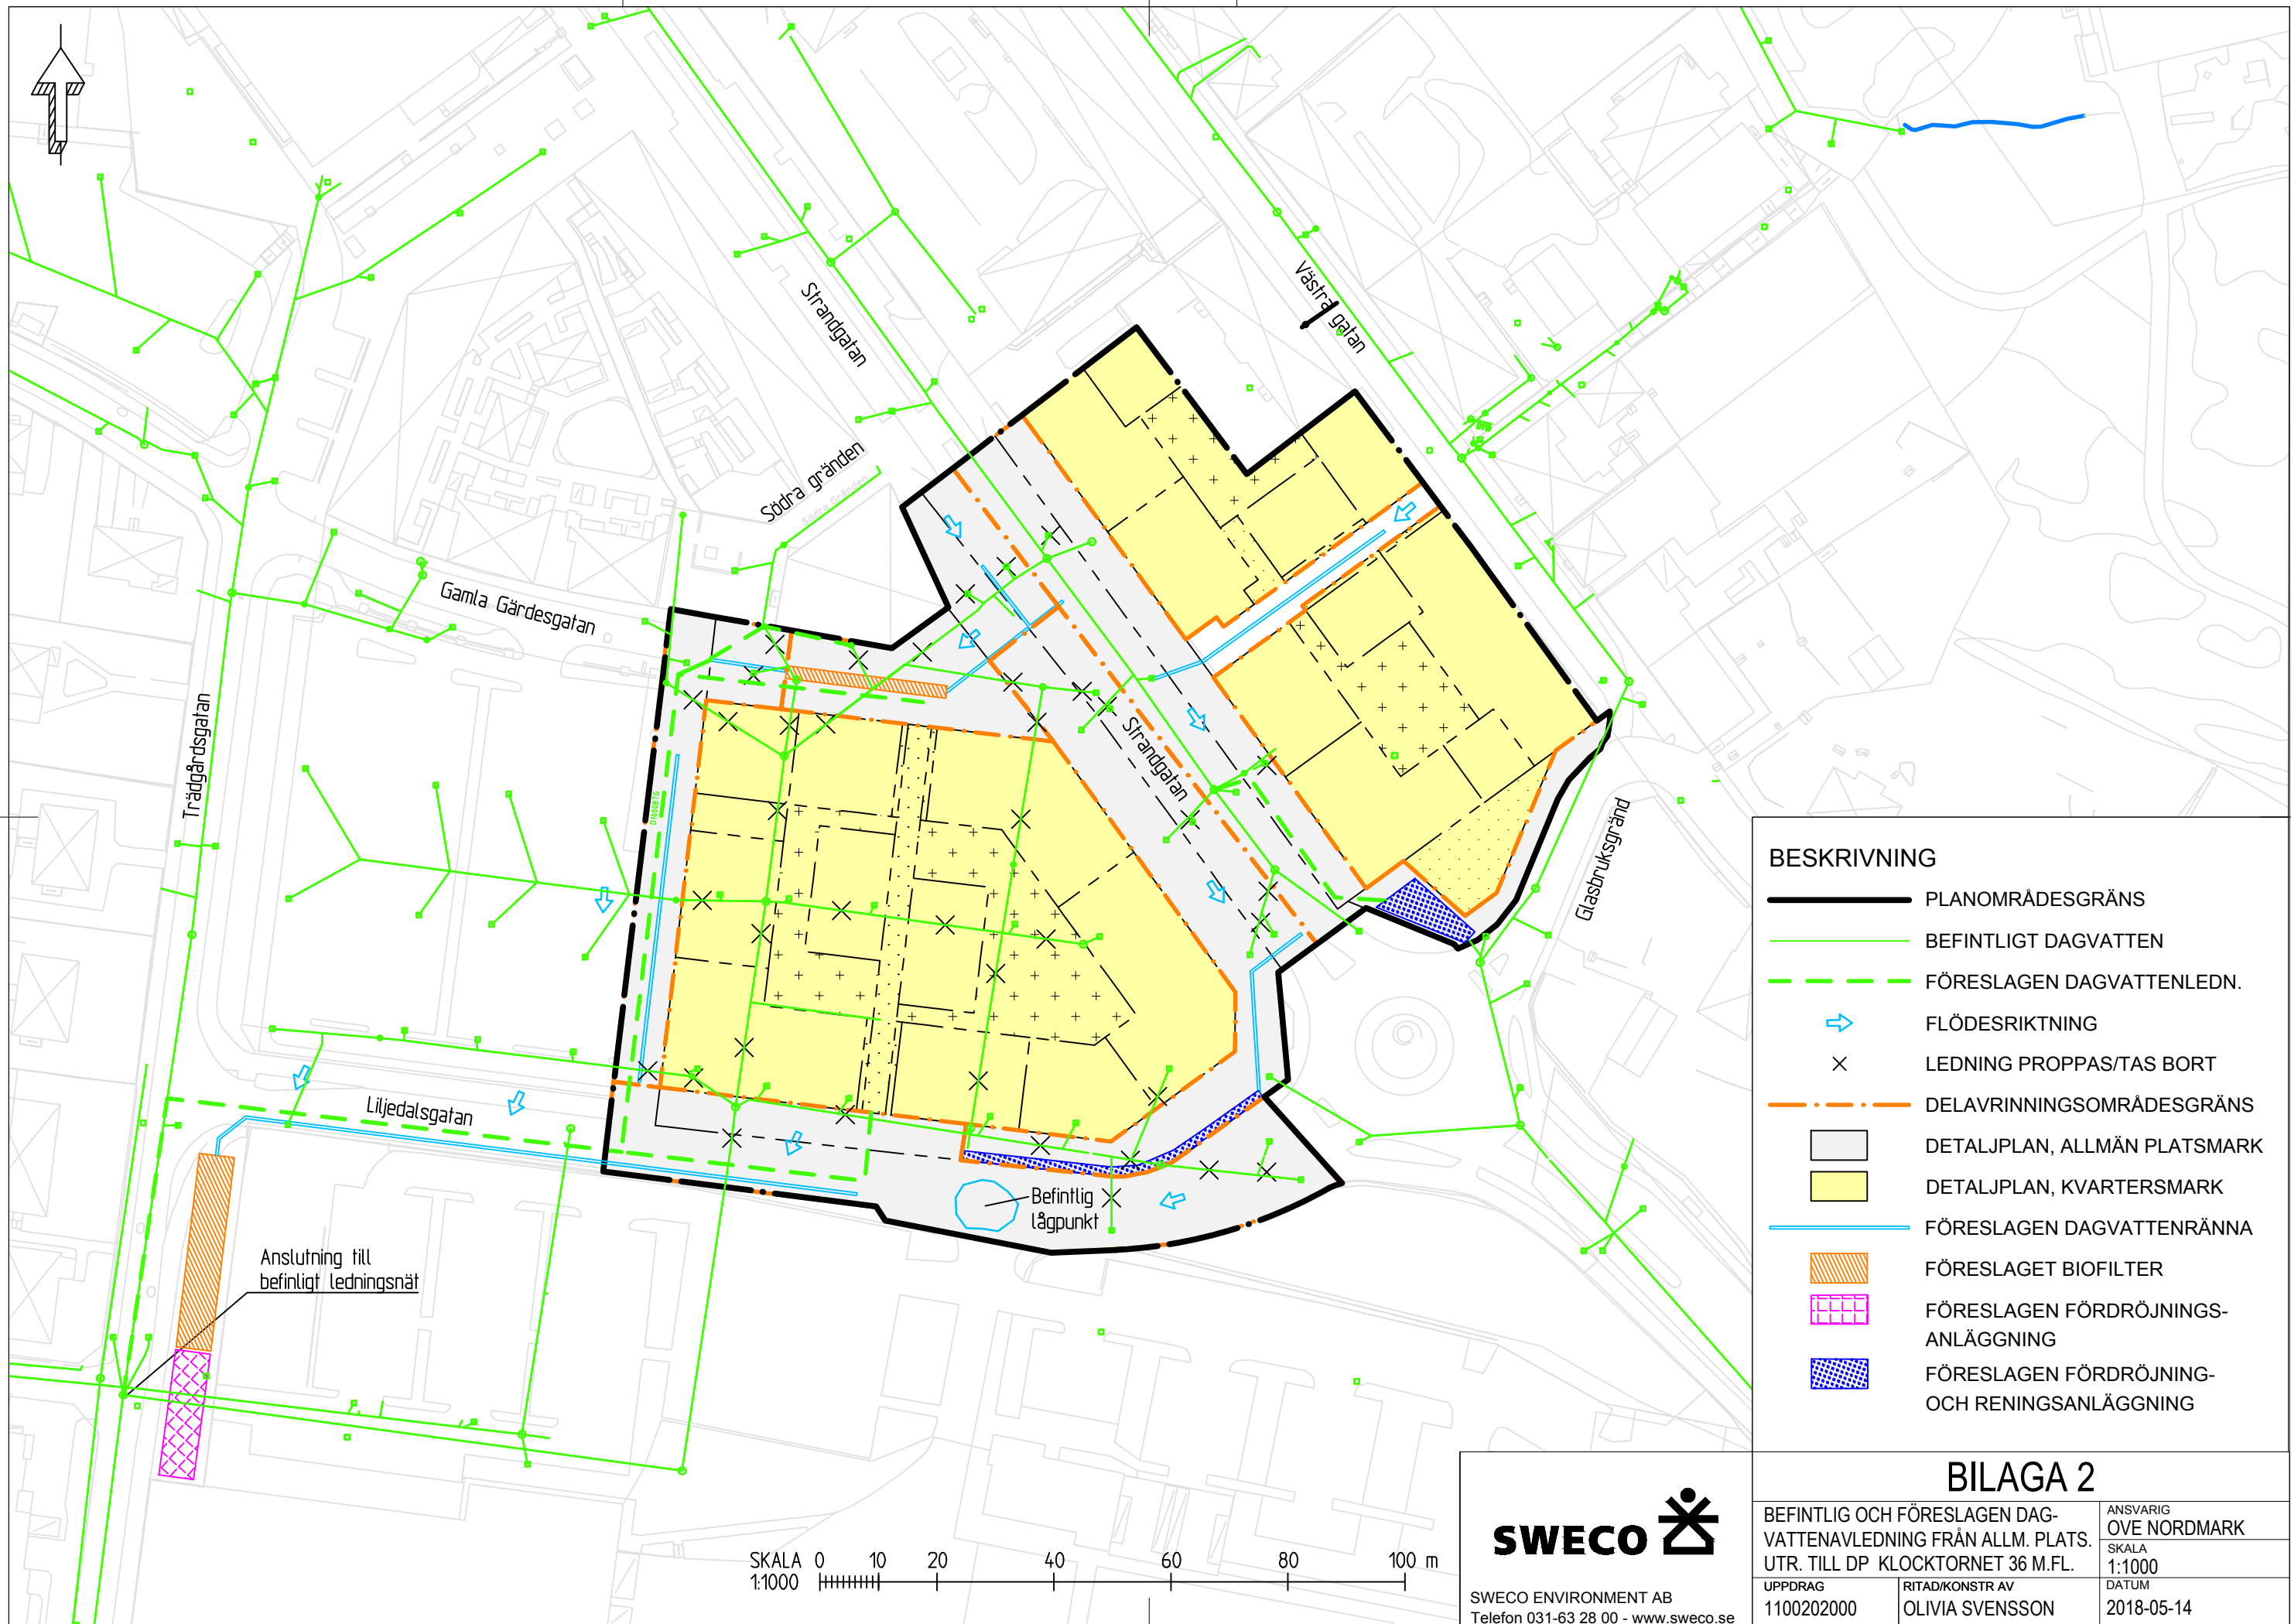 Strandgatan
Västra gatan
Södra gränden
Södra Gränden
Gamla Gärdesgatan
Trädgårdsgatan
Strandgatan
Glasbruksgränd
Liljedalsgatan
Befintlig
lågpunkt
Anslutning till
befinligt ledningsnät
BESKRIVNING
PLANOMRÅDESGRÄNS
BEFINTLIGT DAGVATTEN
FÖRESLAGEN DAGVATTENLEDN.
FLÖDESRIKTNING
LEDNING PROPPAS/TAS BORT
DELAVRINNINGSOMRÅDESGRÄNS
DETALJPLAN, ALLMÄN PLATSMARK
DETALJPLAN, KVARTERSMARK
FÖRESLAGEN DAGVATTENRÄNNA
FÖRESLAGET BIOFILTER
FÖRESLAGEN FÖRDRÖJNINGS-
ANLÄGGNING
FÖRESLAGEN FÖRDRÖJNING-
OCH RENINGSANLÄGGNING
SKALA 0 10 20 40 60 80 100 m
1:1000
SWECO
SWECO ENVIRONMENT AB
Telefon 031-63 28 00 - www.sweco.se
BILAGA 2
BEFINTLIG OCH FÖRESLAGEN DAG-
VATTENAVLEDNING FRÅN ALLM. PLATS.
UTR. TILL DP KLOCKTORNET 36 M.FL.
ANSVARIG
OVE NORDMARK
SKALA
1:1000
UPPDRAG
1100202000
RITAD/KONSTR AV
OLIVIA SVENSSON
DATUM
2018-05-14